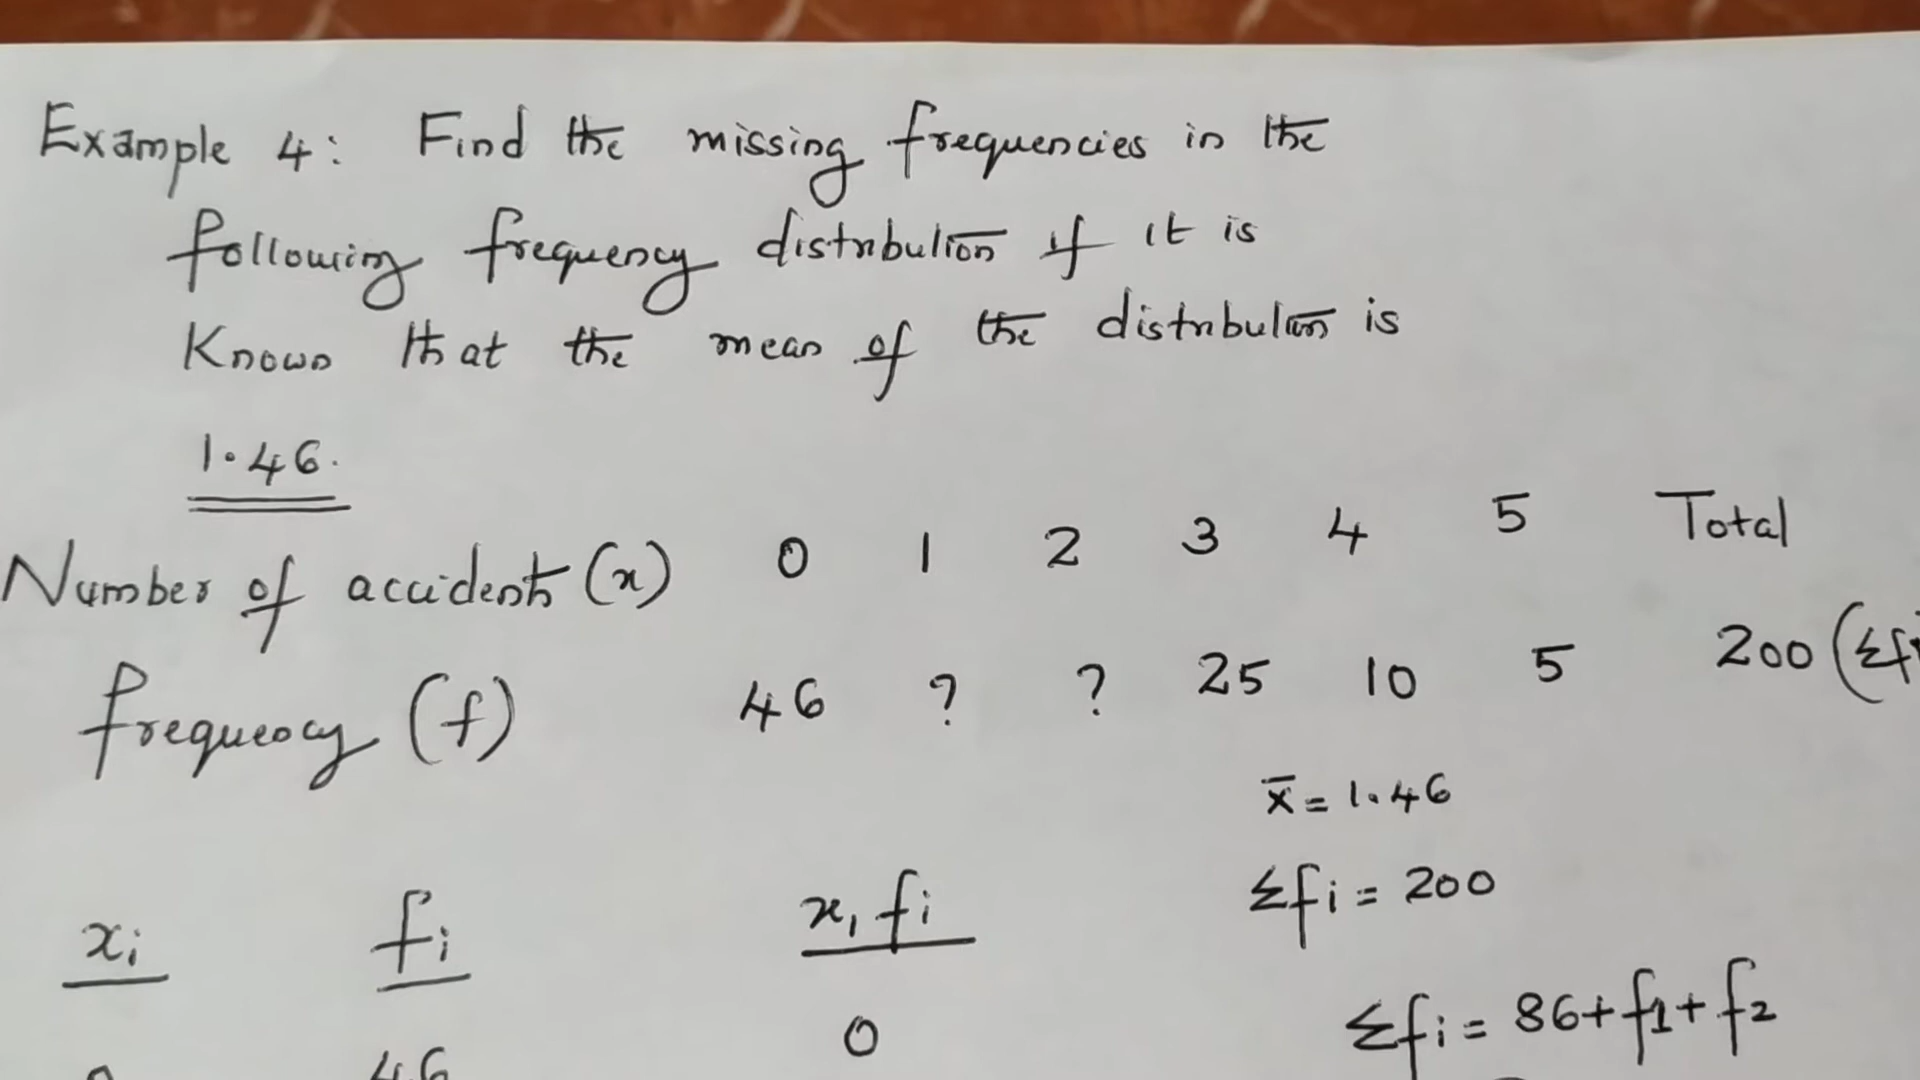 Example 4: Find the missing frequencies in the
following frequency distribution if it is
Known that the mean of the distribution is
1.46.
Number of accidents (x) 0 1 2 3 4 5 Total
frequency (f) 46 ? ? 25 10 5 200 (Σf
x̄ = 1.46
Σfi = 200
xi fi xi fi
Σfi = 86+f1+f2
0 46 0